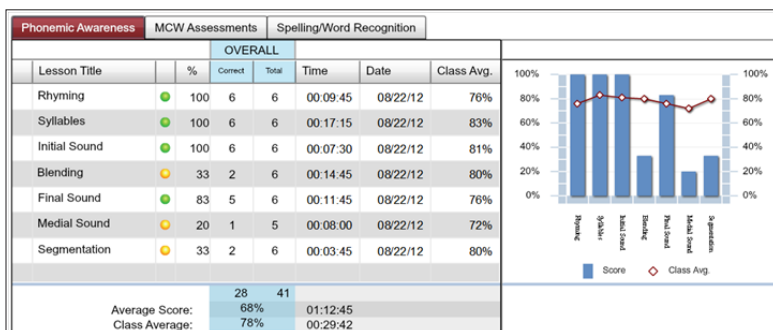 Phonemic Awareness MCW Assessments Spelling/Word Recognition
OVERALL
Lesson Title % Correct Total Time Date Class Avg.
Rhyming 100 6 6 00:09:45 08/22/12 76%
Syllables 100 6 6 00:17:15 08/22/12 83%
Initial Sound 100 6 6 00:07:30 08/22/12 81%
Blending 33 2 6 00:14:45 08/22/12 80%
Final Sound 83 5 6 00:11:45 08/22/12 76%
Medial Sound 20 1 5 00:08:00 08/22/12 72%
Segmentation 33 2 6 00:03:45 08/22/12 80%
28 41
Average Score: 68% 01:12:45
Class Average: 78% 00:29:42
100% 100%
80% 80%
60% 60%
40% 40%
20% 20%
0% 0%
Rhyming
Syllables
Initial Sound
Blending
Final Sound
Medial Sound
Segmentation
Score Class Avg.